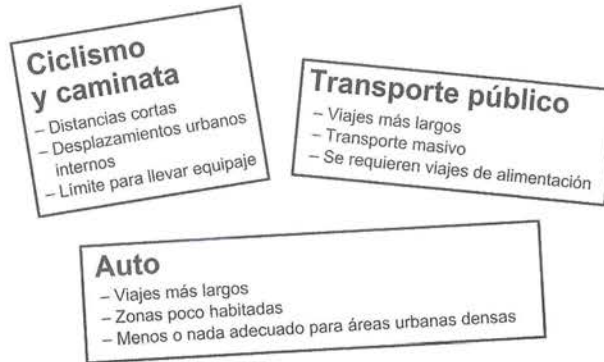 Ciclismo
y caminata
– Distancias cortas
– Desplazamientos urbanos
internos
– Límite para llevar equipaje
Transporte público
– Viajes más largos
– Transporte masivo
– Se requieren viajes de alimentación
Auto
– Viajes más largos
– Zonas poco habitadas
– Menos o nada adecuado para áreas urbanas densas